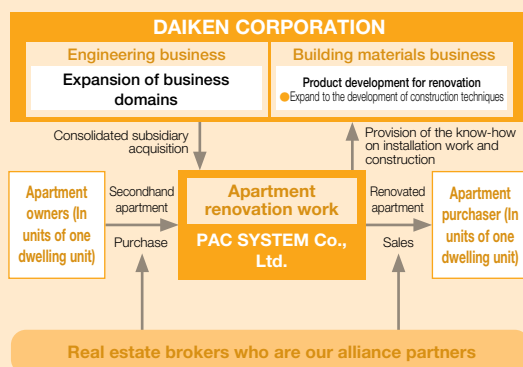 DAIKEN CORPORATION
Engineering business
Expansion of business
domains
Building materials business
Product development for renovation
●Expand to the development of construction techniques
Consolidated subsidiary
acquisition
Provision of the know-how
on installation work and
construction
Apartment
owners (In
units of one
dwelling unit)
Secondhand
apartment
Purchase
Apartment
renovation work
PAC SYSTEM Co.,
Ltd.
Renovated
apartment
Sales
Apartment
purchaser (In
units of one
dwelling unit)
Real estate brokers who are our alliance partners